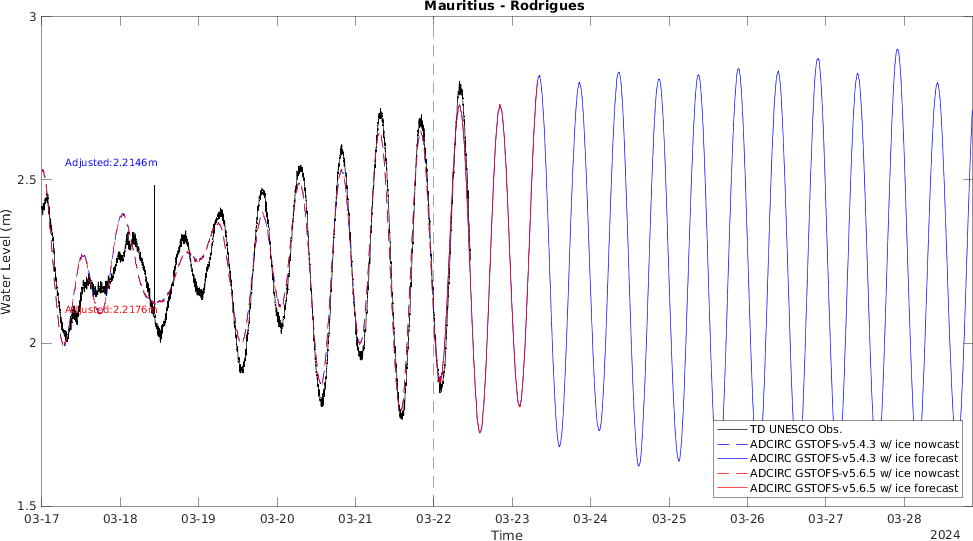 Mauritius - Rodrigues
3
2.5
2
1.5
Water Level (m)
Adjusted:2.2146m
Adjusted:2.2176m
TD UNESCO Obs.
ADCIRC GSTOFS-v5.4.3 w/ ice nowcast
ADCIRC GSTOFS-v5.4.3 w/ ice forecast
ADCIRC GSTOFS-v5.6.5 w/ ice nowcast
ADCIRC GSTOFS-v5.6.5 w/ ice forecast
03-17 03-18 03-19 03-20 03-21 03-22 03-23 03-24 03-25 03-26 03-27 03-28
Time
2024